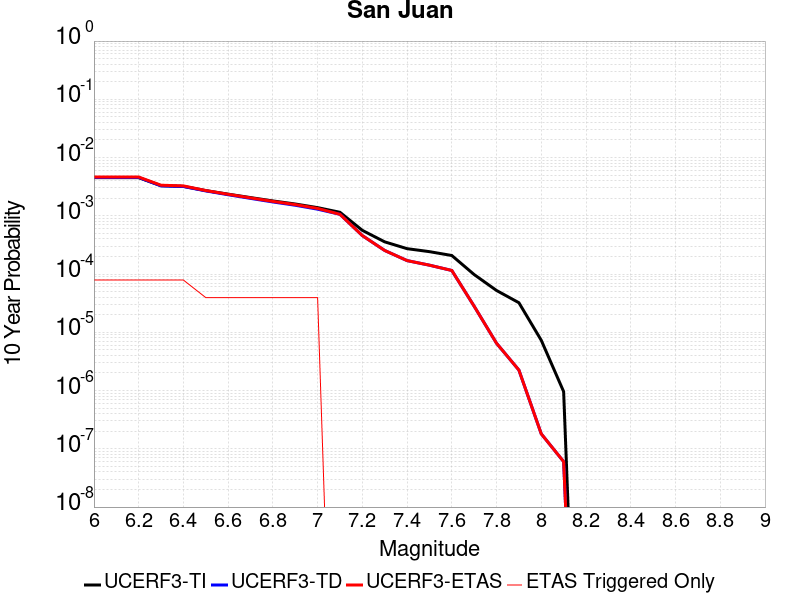 San Juan
10^0
10^-1
10^-2
10^-3
10^-4
10^-5
10^-6
10^-7
10^-8
10 Year Probability
6 6.2 6.4 6.6 6.8 7 7.2 7.4 7.6 7.8 8 8.2 8.4 8.6 8.8 9
Magnitude
UCERF3-TI UCERF3-TD UCERF3-ETAS ETAS Triggered Only